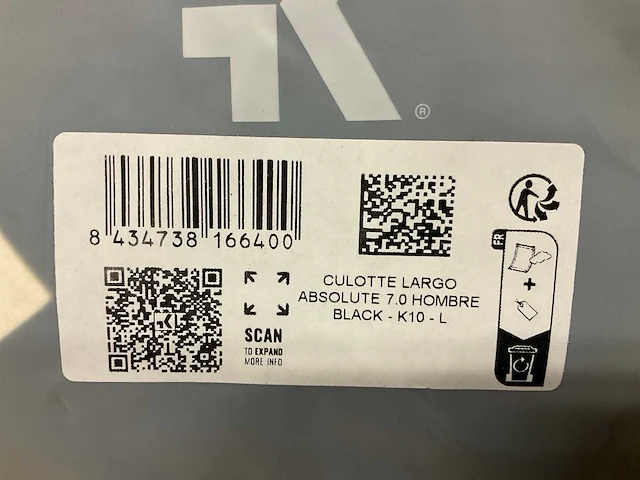 ®
8 434738 166400
CULOTTE LARGO
ABSOLUTE 7.0 HOMBRE
BLACK - K10 - L
SCAN
TO EXPAND
MORE INFO
FR
+